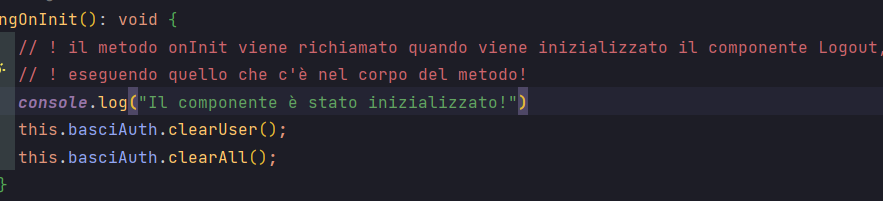 ngOnInit(): void {
// ! il metodo onInit viene richiamato quando viene inizializzato il componente Logout,
// ! eseguendo quello che c'è nel corpo del metodo!
console.log("Il componente è stato inizializzato!")
this.basciAuth.clearUser();
this.basciAuth.clearAll();
}